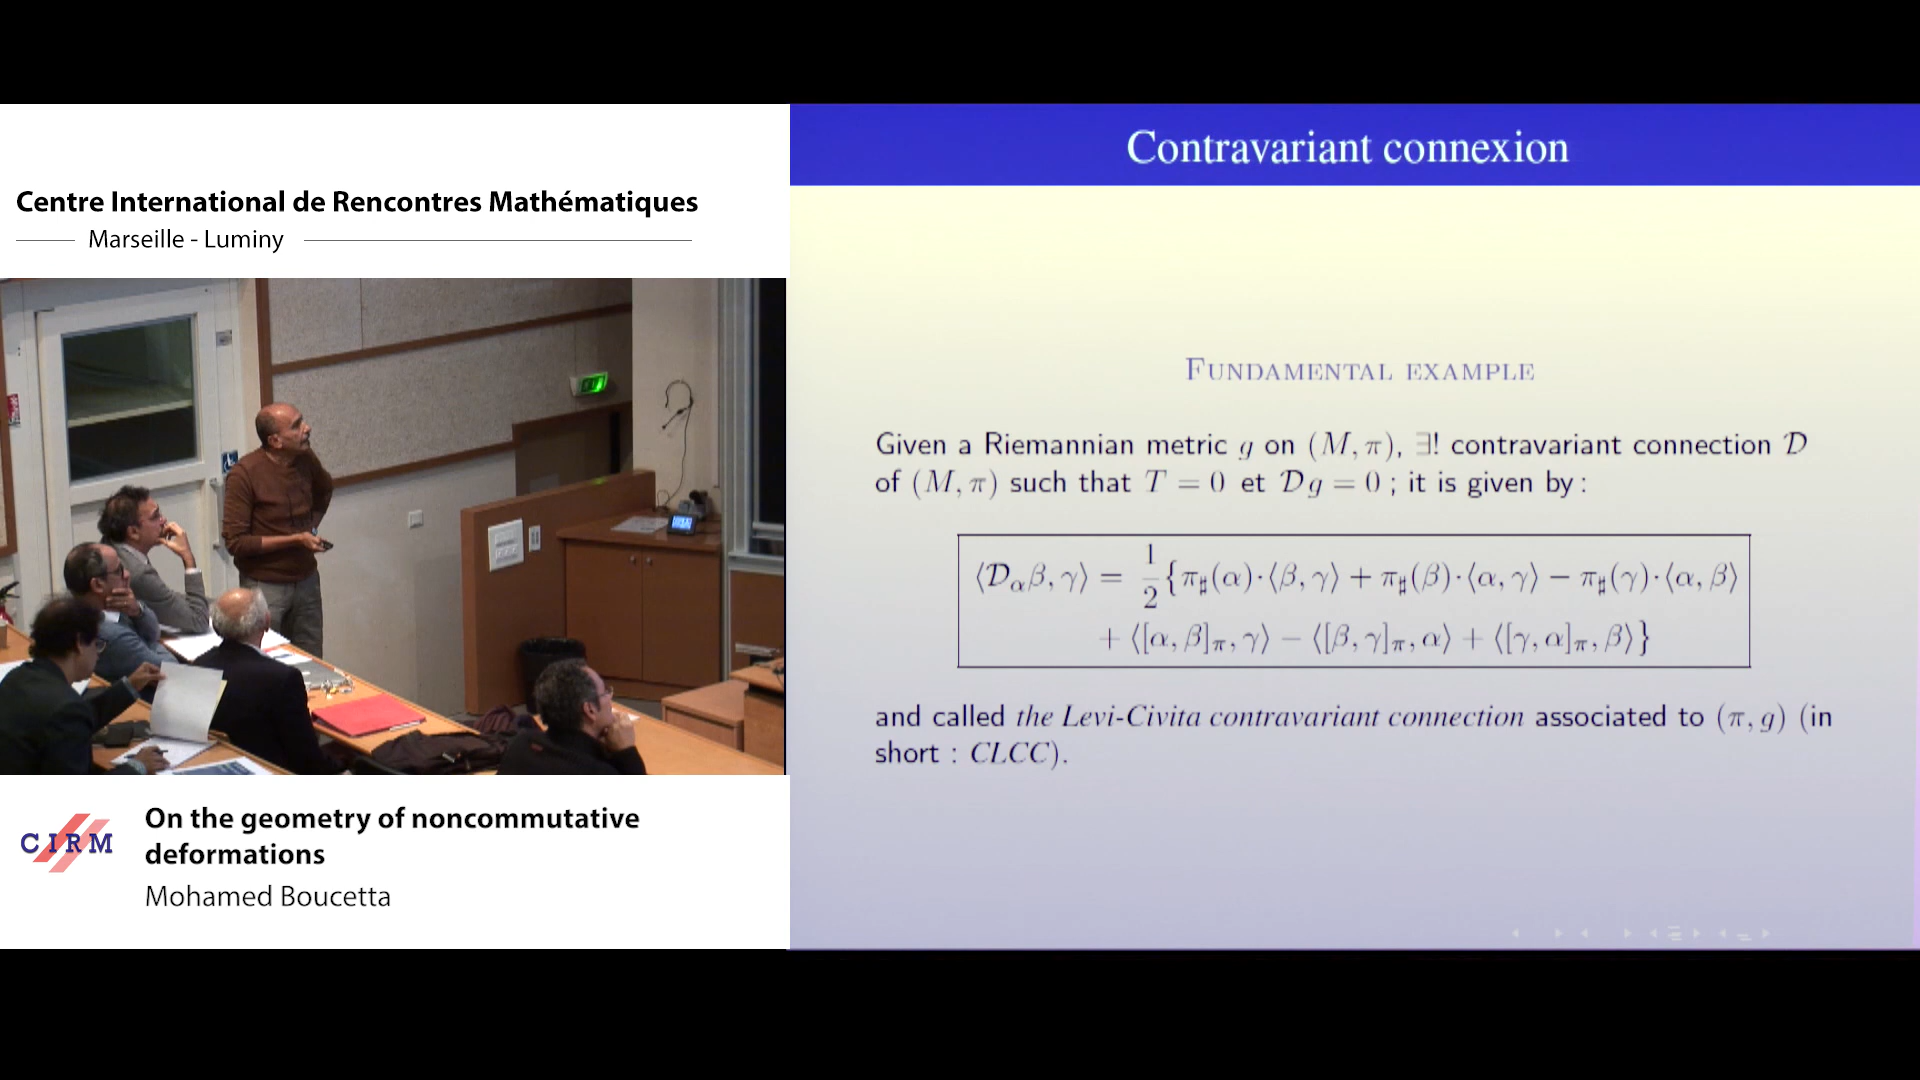 Centre International de Rencontres Mathématiques
Marseille - Luminy
CIRM
On the geometry of noncommutative
deformations
Mohamed Boucetta
Contravariant connexion
FUNDAMENTAL EXAMPLE
Given a Riemannian metric g on (M, π), ∃! contravariant connection 𝒟
of (M, π) such that T = 0 et 𝒟g = 0 ; it is given by :
⟨𝒟_αβ, γ⟩ = 1/2 {π_♯(α)·⟨β, γ⟩ + π_♯(β)·⟨α, γ⟩ − π_♯(γ)·⟨α, β⟩
+ ⟨[α, β]_π, γ⟩ − ⟨[β, γ]_π, α⟩ + ⟨[γ, α]_π, β⟩}
and called the Levi-Civita contravariant connection associated to (π, g) (in
short : CLCC).